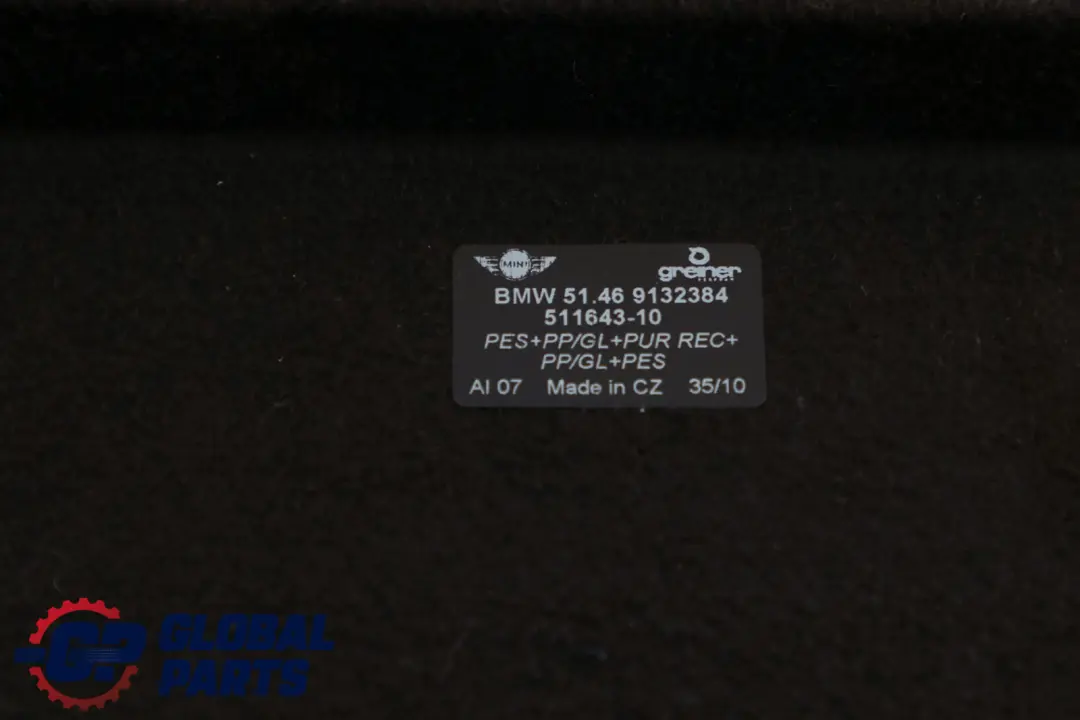 MINI
greiner
BMW 51.46 9132384
511643-10
PES+PP/GL+PUR REC+
PP/GL+PES
AI 07 Made in CZ 35/10
GP GLOBAL
PARTS